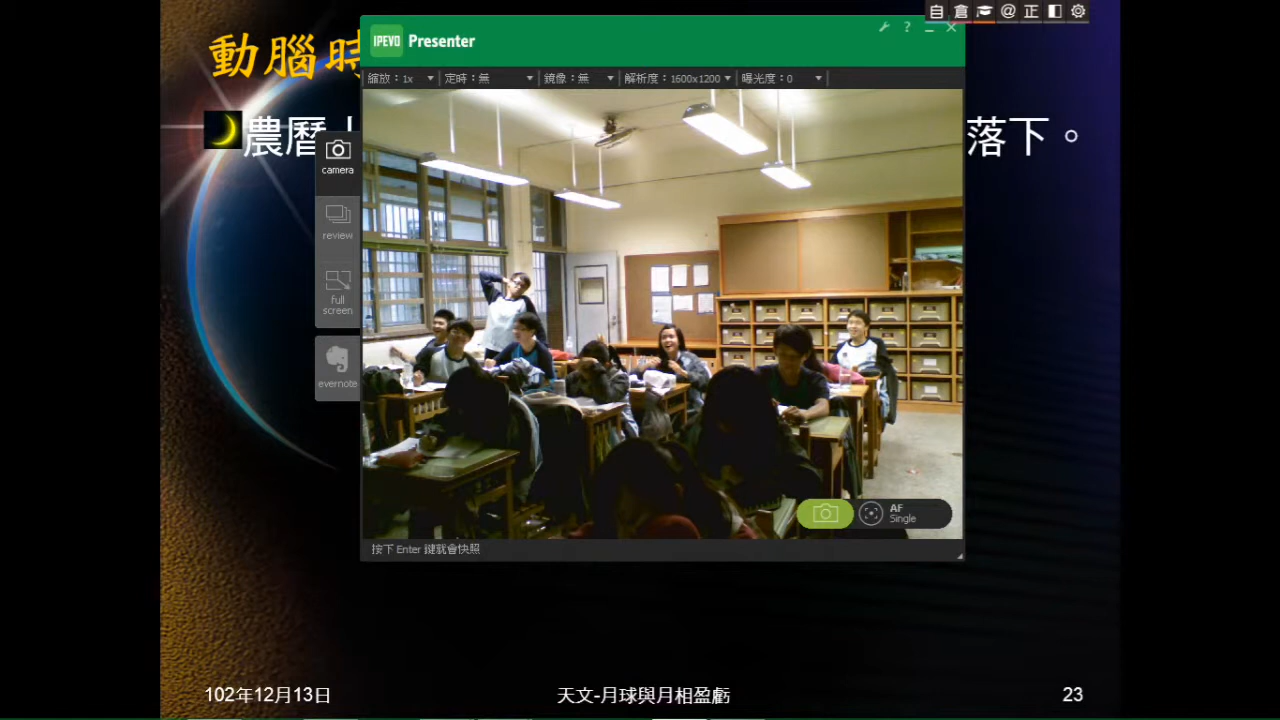 自 倉 @ 正
動腦時
IPEVO Presenter
縮放：1x 定時：無 鏡像：無 解析度：1600x1200 曝光度：0
農曆
落下。
camera
review
full
screen
evernote
AF
Single
按下 Enter 鍵就會快照
102年12月13日
天文-月球與月相盈虧
23